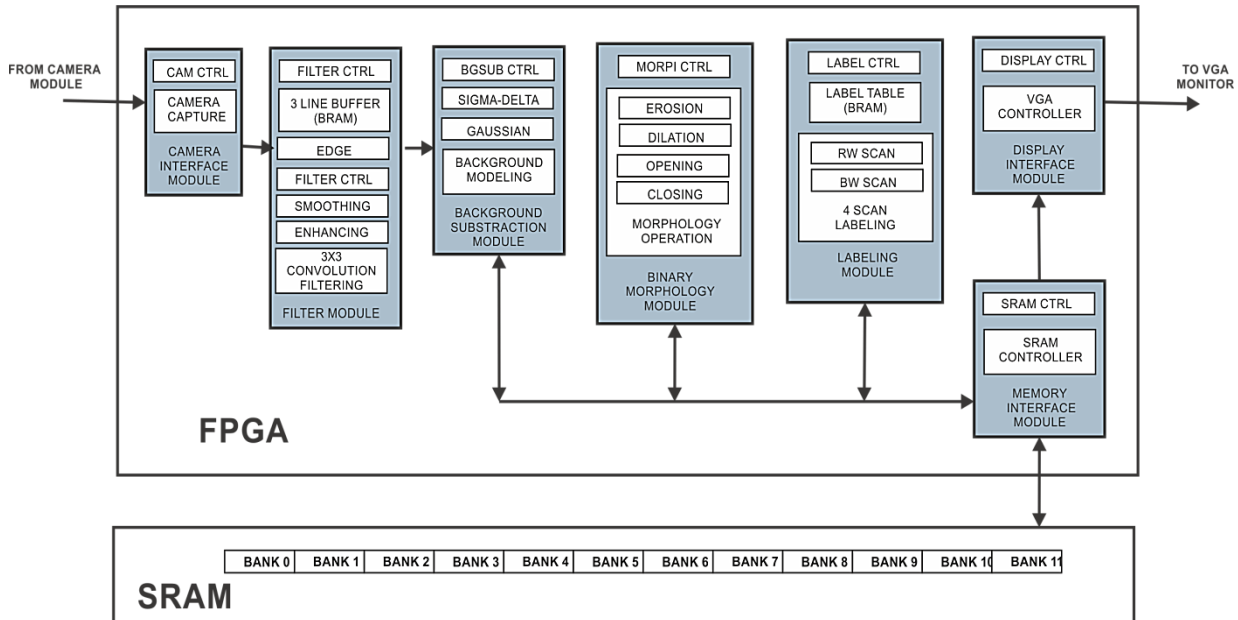 FROM CAMERA
MODULE
CAM CTRL
CAMERA
CAPTURE
CAMERA
INTERFACE
MODULE
FILTER CTRL
3 LINE BUFFER
(BRAM)
EDGE
FILTER CTRL
SMOOTHING
ENHANCING
3X3
CONVOLUTION
FILTERING
FILTER MODULE
BGSUB CTRL
SIGMA-DELTA
GAUSSIAN
BACKGROUND
MODELING
BACKGROUND
SUBSTRACTION
MODULE
MORPI CTRL
EROSION
DILATION
OPENING
CLOSING
MORPHOLOGY
OPERATION
BINARY
MORPHOLOGY
MODULE
LABEL CTRL
LABEL TABLE
(BRAM)
RW SCAN
BW SCAN
4 SCAN
LABELING
LABELING
MODULE
DISPLAY CTRL
VGA
CONTROLLER
DISPLAY
INTERFACE
MODULE
TO VGA
MONITOR
SRAM CTRL
SRAM
CONTROLLER
MEMORY
INTERFACE
MODULE
FPGA
BANK 0 BANK 1 BANK 2 BANK 3 BANK 4 BANK 5 BANK 6 BANK 7 BANK 8 BANK 9 BANK 10 BANK 11
SRAM